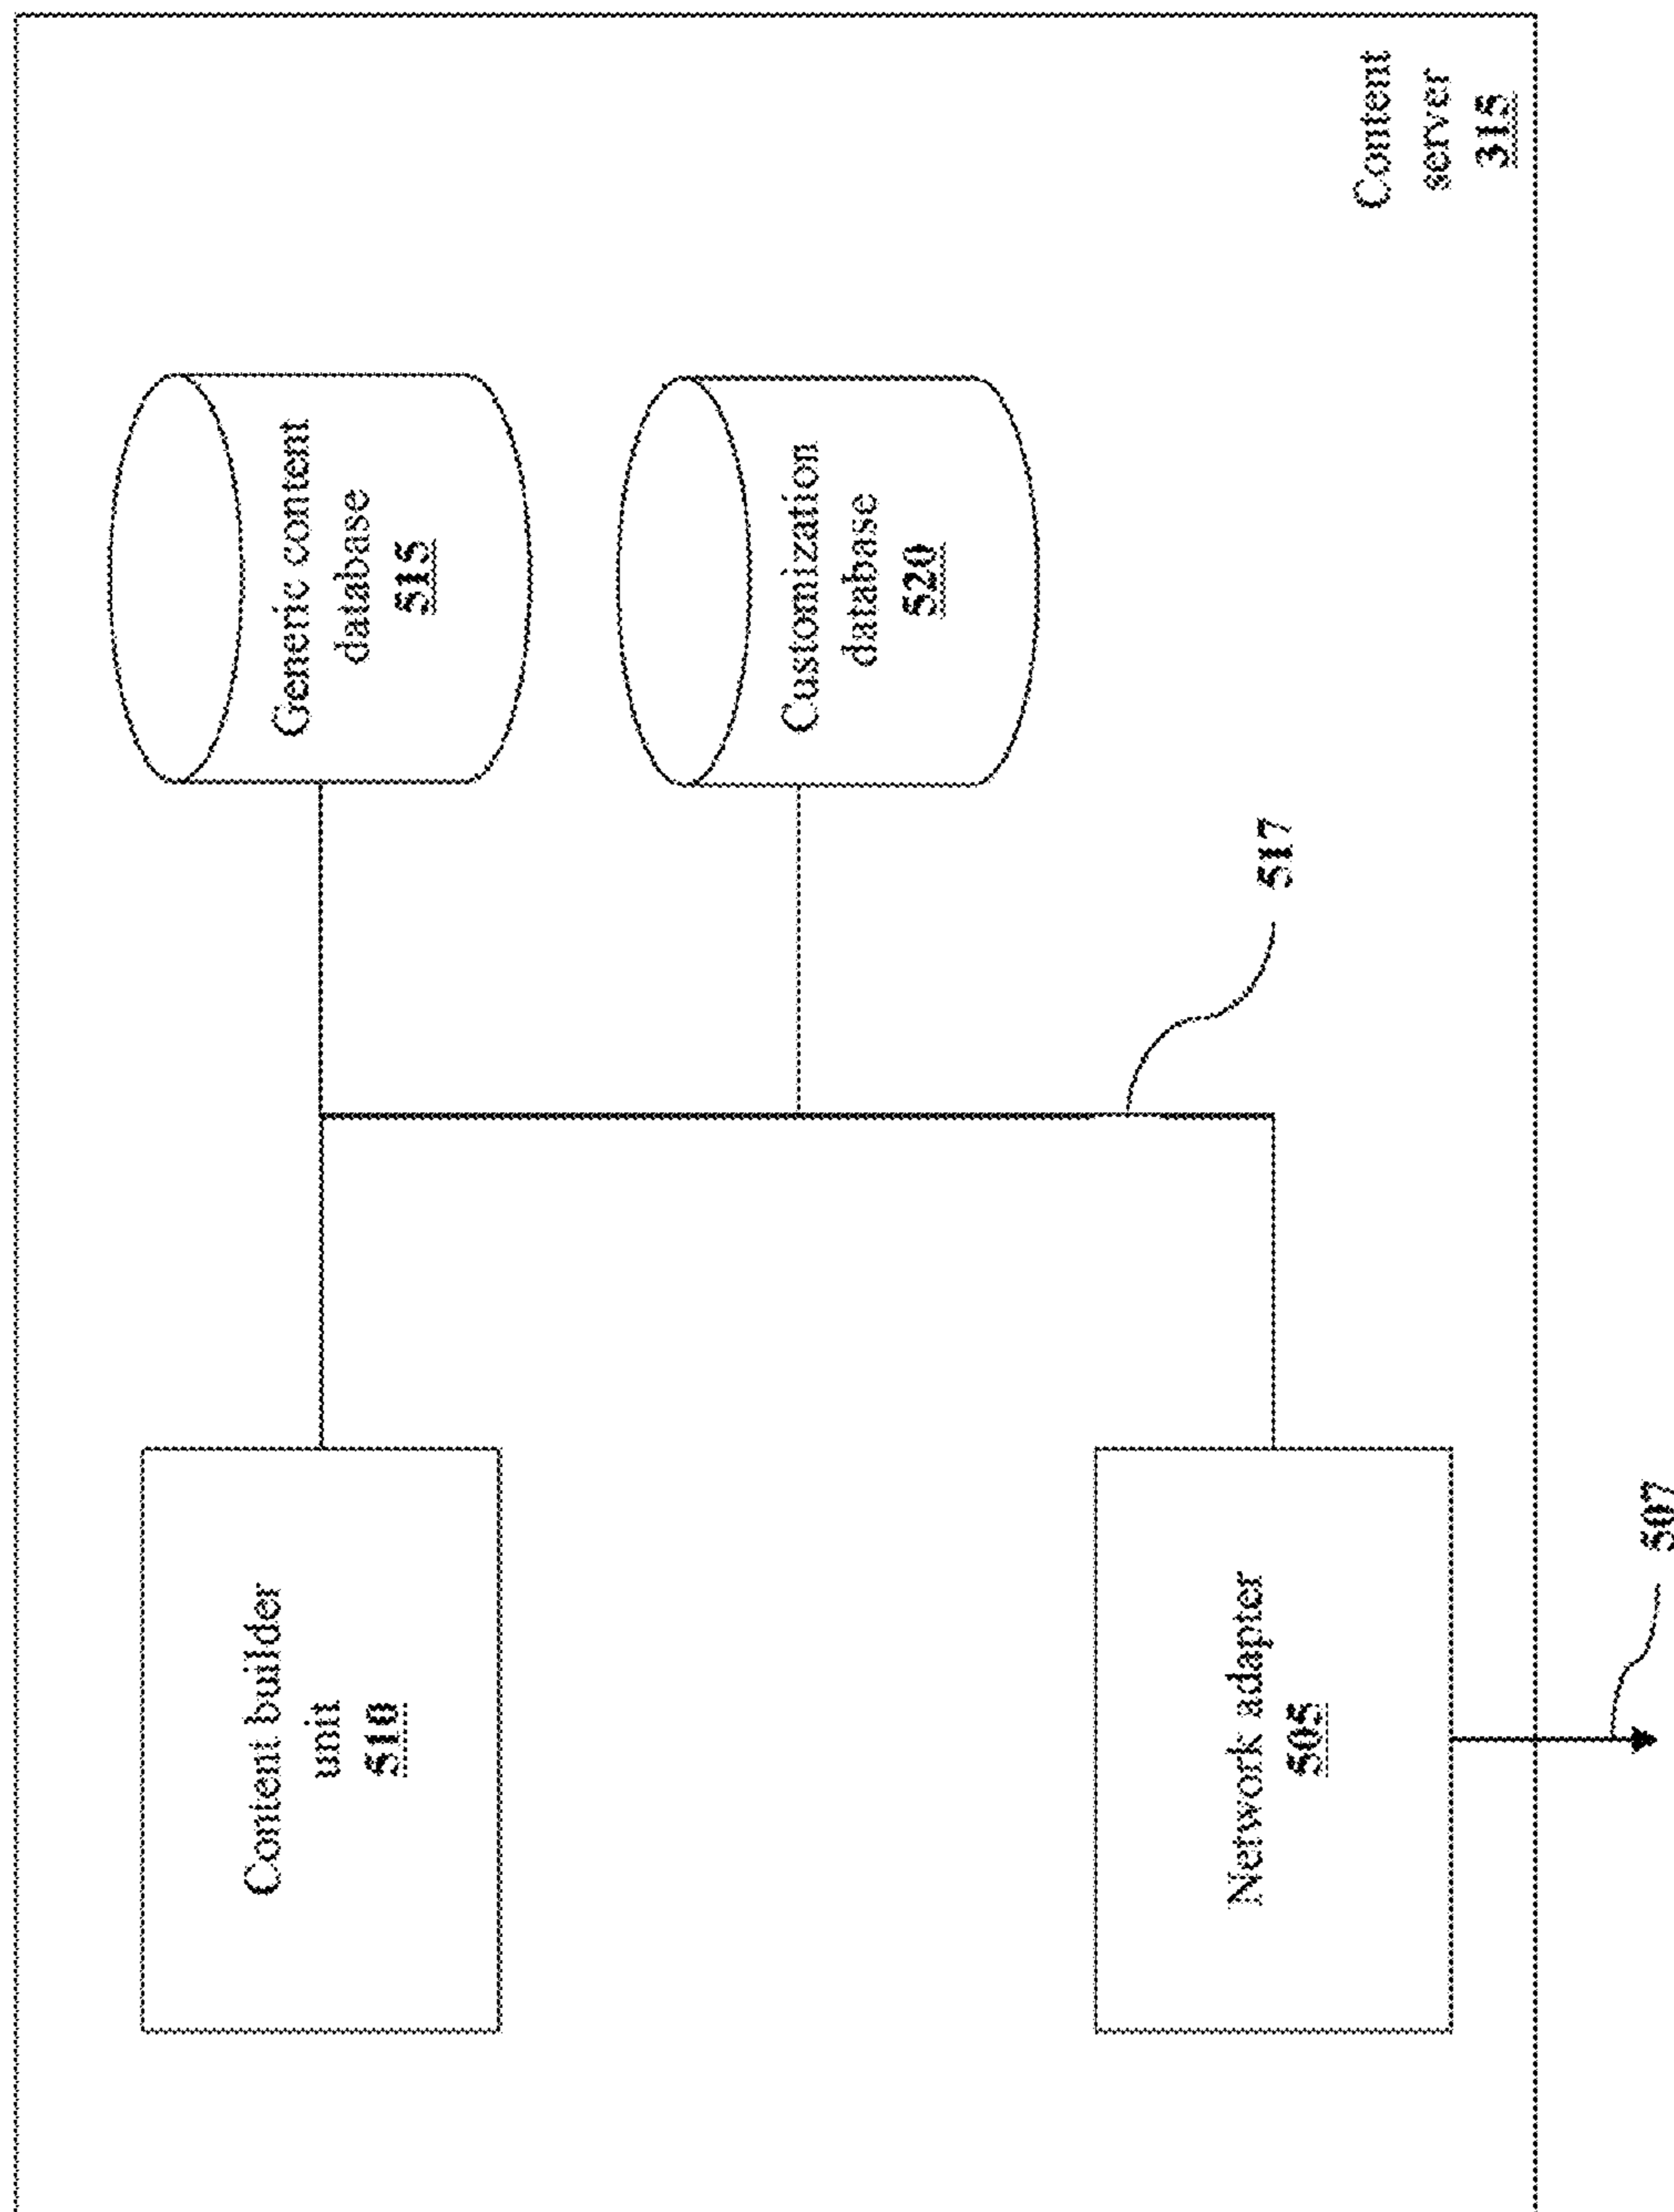 Content builder
unit
510
Generic content
database
515
Customization
database
520
517
Network adapter
505
507
Content
server
315